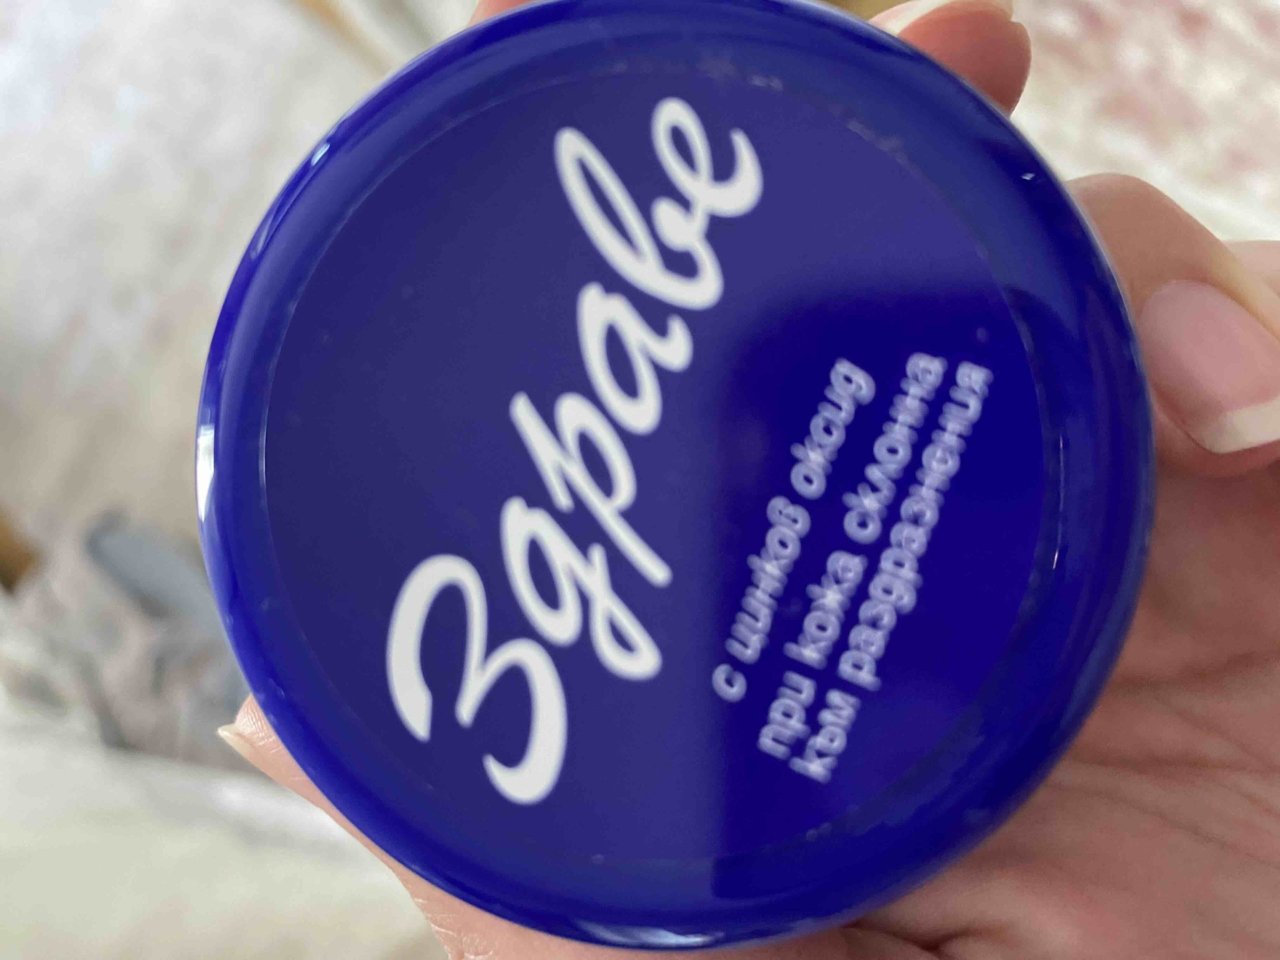 Здраве
с цинков оксид
при кожа склонна
към раздразнения